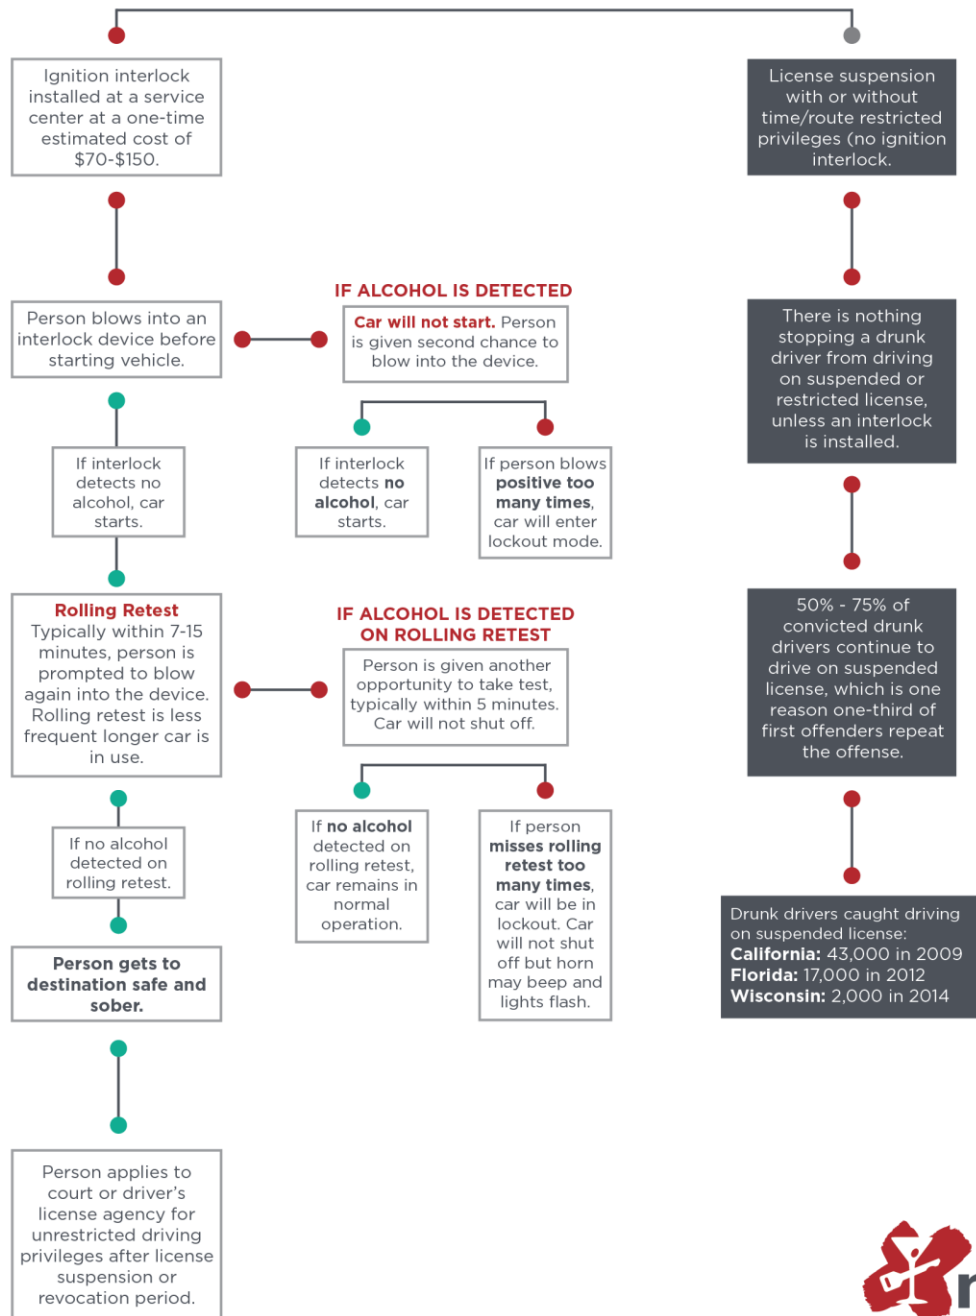 Ignition interlock
installed at a service
center at a one-time
estimated cost of
$70-$150.
License suspension
with or without
time/route restricted
privileges (no ignition
interlock.
Person blows into an
interlock device before
starting vehicle.
IF ALCOHOL IS DETECTED
Car will not start. Person
is given second chance to
blow into the device.
There is nothing
stopping a drunk
driver from driving
on suspended or
restricted license,
unless an interlock
is installed.
If interlock
detects no
alcohol, car
starts.
If interlock
detects no
alcohol, car
starts.
If person blows
positive too
many times,
car will enter
lockout mode.
Rolling Retest
Typically within 7-15
minutes, person is
prompted to blow
again into the device.
Rolling retest is less
frequent longer car is
in use.
IF ALCOHOL IS DETECTED
ON ROLLING RETEST
Person is given another
opportunity to take test,
typically within 5 minutes.
Car will not shut off.
50% - 75% of
convicted drunk
drivers continue to
drive on suspended
license, which is one
reason one-third of
first offenders repeat
the offense.
If no alcohol
detected on
rolling retest.
If no alcohol
detected on
rolling retest,
car remains in
normal
operation.
If person
misses rolling
retest too
many times,
car will be in
lockout. Car
will not shut
off but horn
may beep and
lights flash.
Drunk drivers caught driving
on suspended license:
California: 43,000 in 2009
Florida: 17,000 in 2012
Wisconsin: 2,000 in 2014
Person gets to
destination safe and
sober.
Person applies to
court or driver's
license agency for
unrestricted driving
privileges after license
suspension or
revocation period.